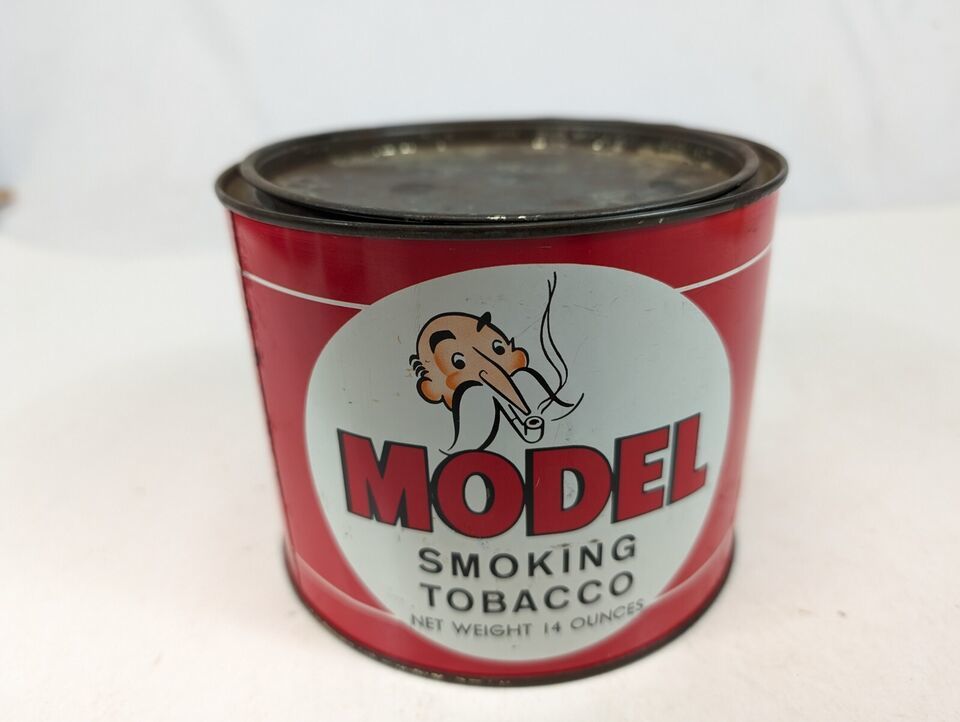 MODEL
SMOKING
TOBACCO
NET WEIGHT 14 OUNCES